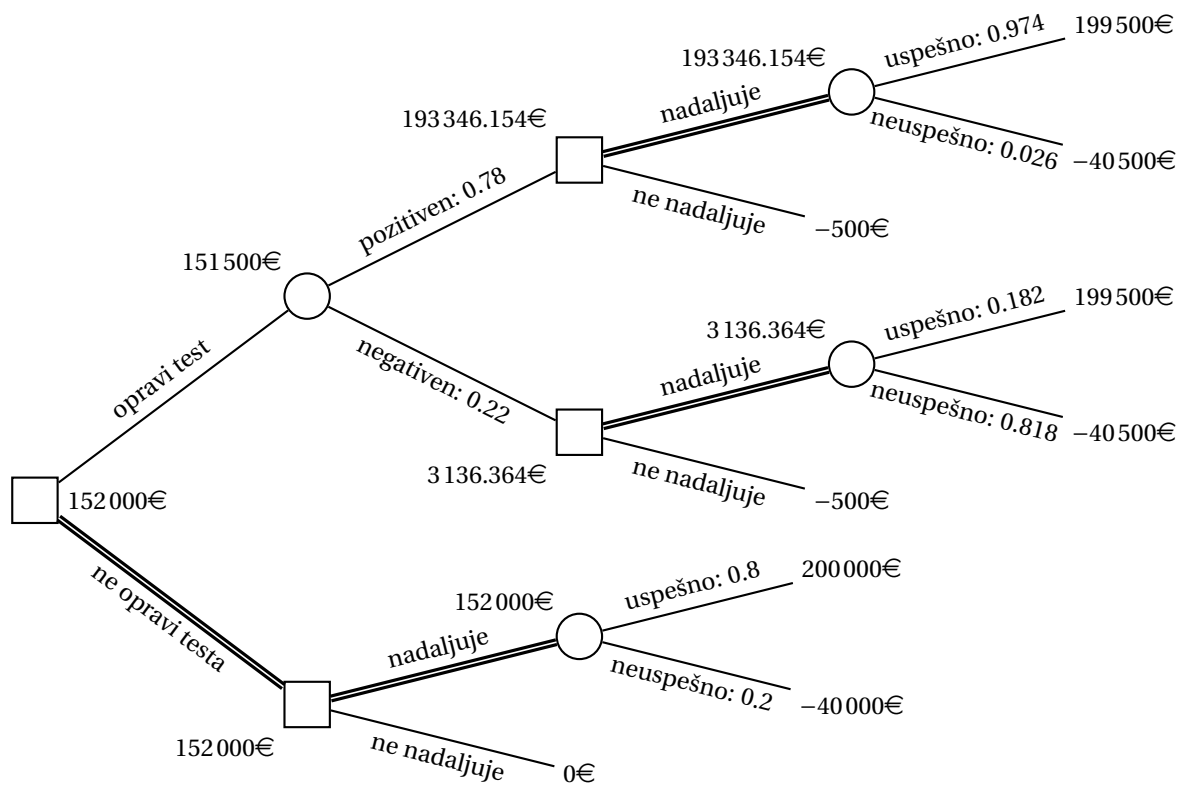 uspešno: 0.974
199 500€
193 346.154€
nadaljuje
neuspešno: 0.026
−40 500€
193 346.154€
ne nadaljuje
−500€
pozitiven: 0.78
151 500€
negativen: 0.22
opravi test
uspešno: 0.182
199 500€
3 136.364€
nadaljuje
neuspešno: 0.818
−40 500€
3 136.364€
ne nadaljuje
−500€
152 000€
ne opravi testa
uspešno: 0.8
200 000€
152 000€
nadaljuje
neuspešno: 0.2
−40 000€
152 000€
ne nadaljuje
0€